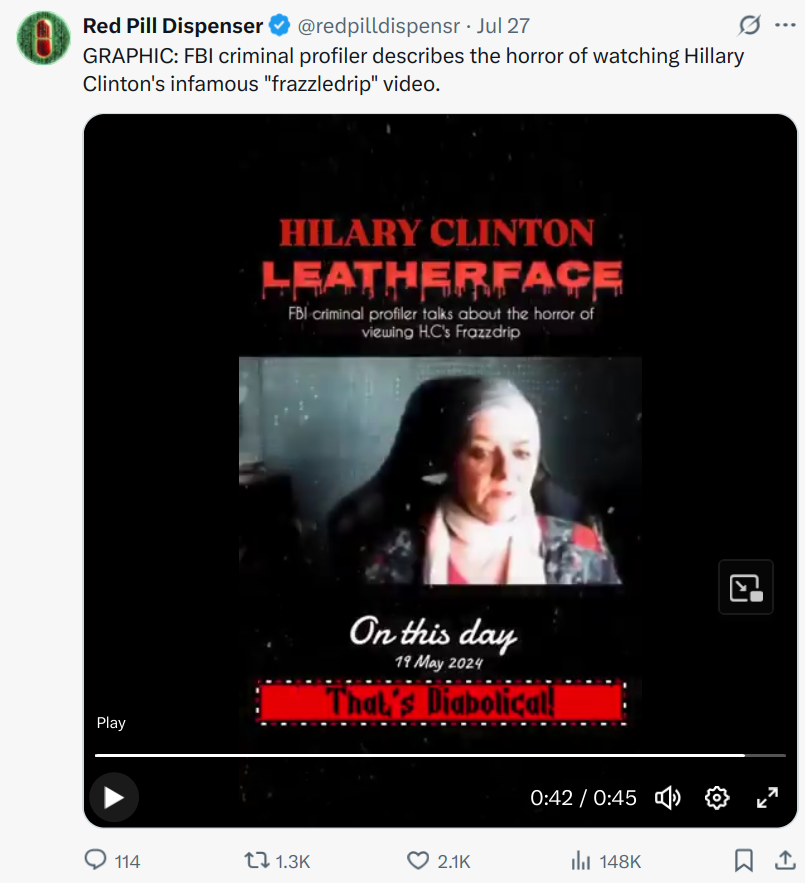 Red Pill Dispenser @redpilldispensr · Jul 27
GRAPHIC: FBI criminal profiler describes the horror of watching Hillary
Clinton's infamous "frazzledrip" video.
HILARY CLINTON
LEATHERFACE
FBI criminal profiler talks about the horror of
viewing H.C's Frazzdrip
On this day
19 May 2024
That's Diabolical!
Play
0:42 / 0:45
114
1.3K
2.1K
148K